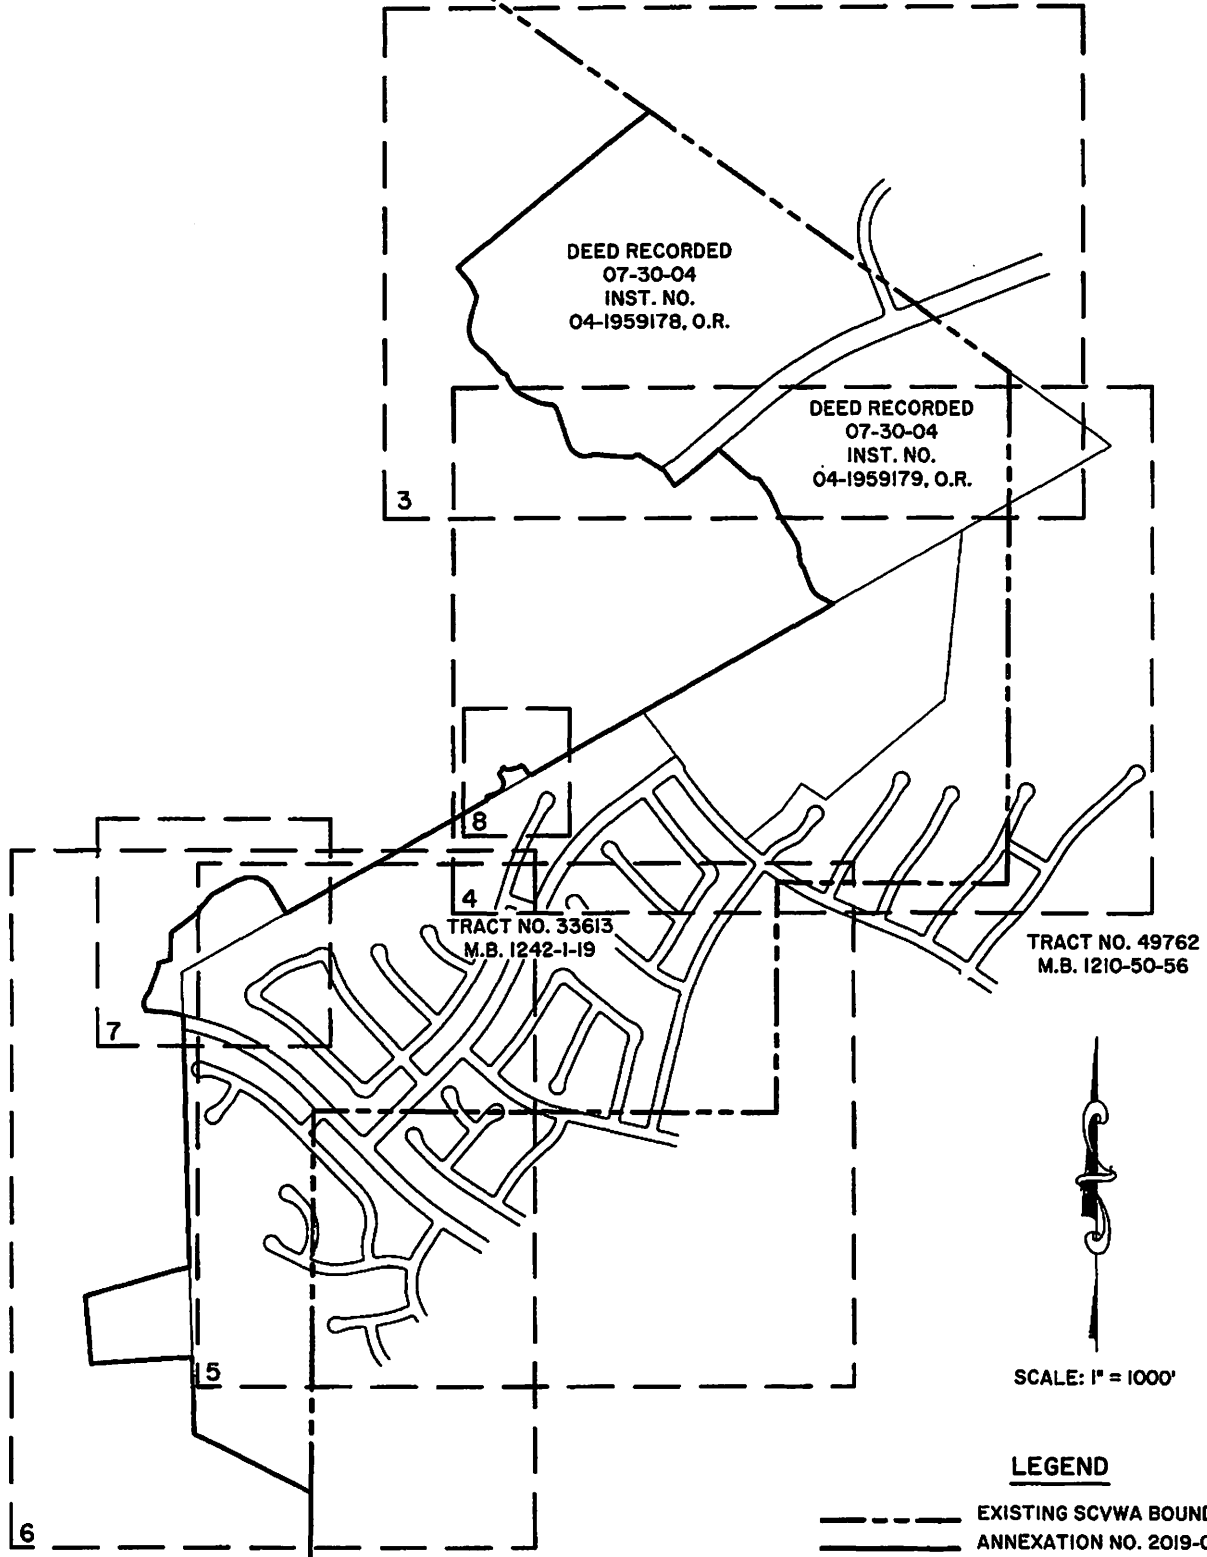 DEED RECORDED
07-30-04
INST. NO.
04-1959178, O.R.
DEED RECORDED
07-30-04
INST. NO.
04-1959179, O.R.
3
8
4
TRACT NO. 33613
M.B. 1242-1-19
TRACT NO. 49762
M.B. 1210-50-56
7
5
SCALE: 1" = 1000'
LEGEND
EXISTING SCVWA BOUND
ANNEXATION NO. 2019-0
6